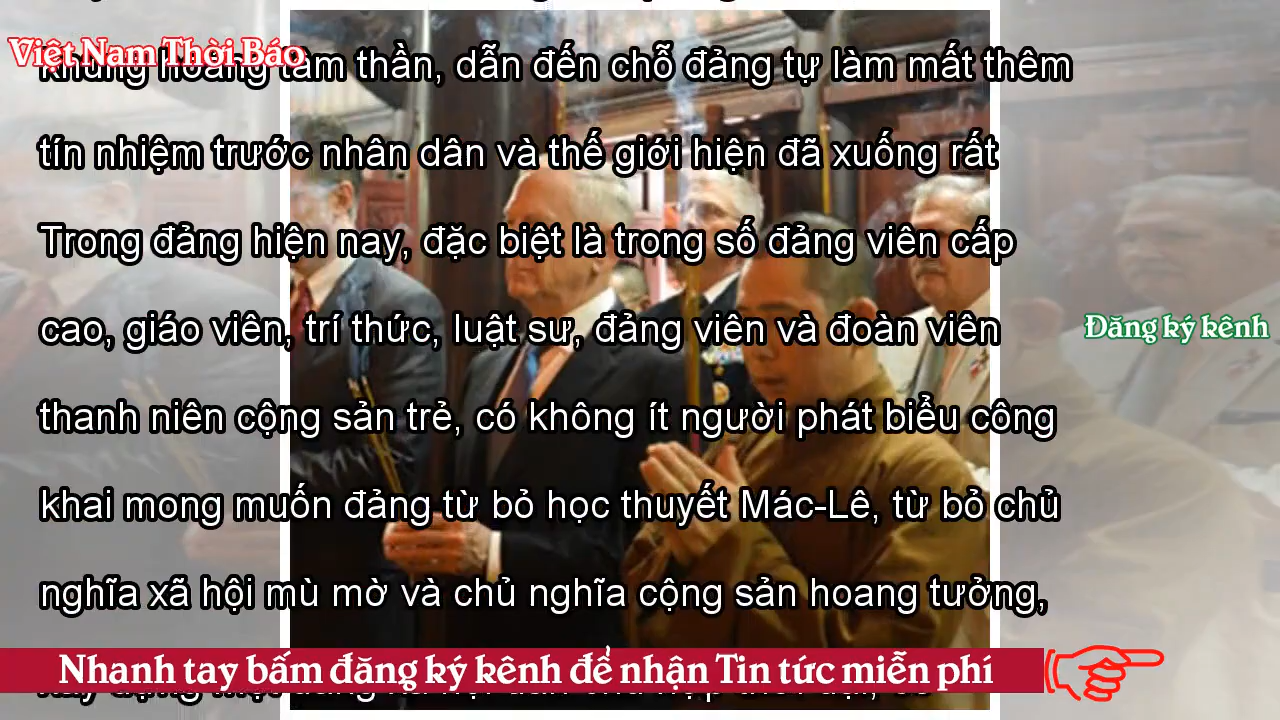 Việt Nam Thời Báo
khủng hoảng tâm thần, dẫn đến chỗ đảng tự làm mất thêm
tín nhiệm trước nhân dân và thế giới hiện đã xuống rất
Trong đảng hiện nay, đặc biệt là trong số đảng viên cấp
cao, giáo viên, trí thức, luật sư, đảng viên và đoàn viên
Đăng ký kênh
thanh niên cộng sản trẻ, có không ít người phát biểu công
khai mong muốn đảng từ bỏ học thuyết Mác-Lê, từ bỏ chủ
nghĩa xã hội mù mờ và chủ nghĩa cộng sản hoang tưởng,
Nhanh tay bấm đăng ký kênh để nhận Tin tức miễn phí